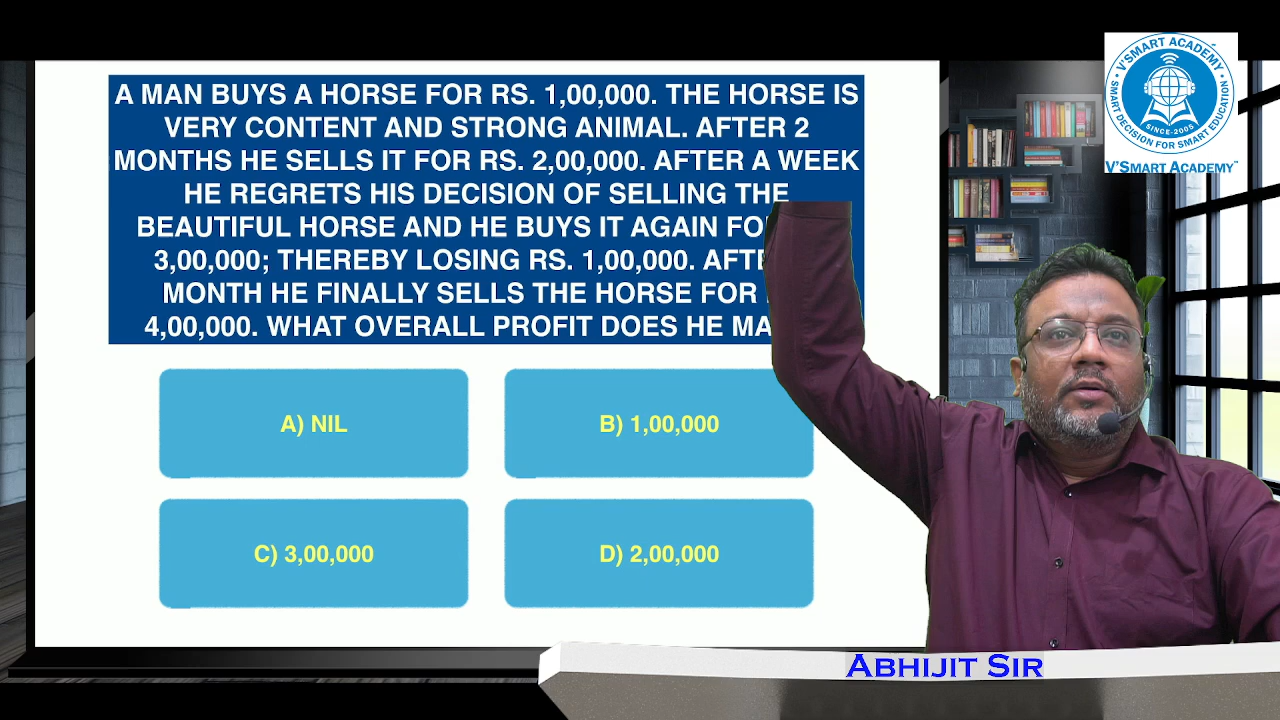 A MAN BUYS A HORSE FOR RS. 1,00,000. THE HORSE IS
VERY CONTENT AND STRONG ANIMAL. AFTER 2
MONTHS HE SELLS IT FOR RS. 2,00,000. AFTER A WEEK
HE REGRETS HIS DECISION OF SELLING THE
BEAUTIFUL HORSE AND HE BUYS IT AGAIN
3,00,000; THEREBY LOSING RS. 1,00,000.
MONTH HE FINALLY SELLS THE HORSE FOR
4,00,000. WHAT OVERALL PROFIT DOES HE
A) NIL
B) 1,00,000
C) 3,00,000
D) 2,00,000
V'SMART ACADEMY
SMART DECISION FOR SMART EDUCATION
SINCE-2005
V'SMART ACADEMY™
ABHIJIT SIR